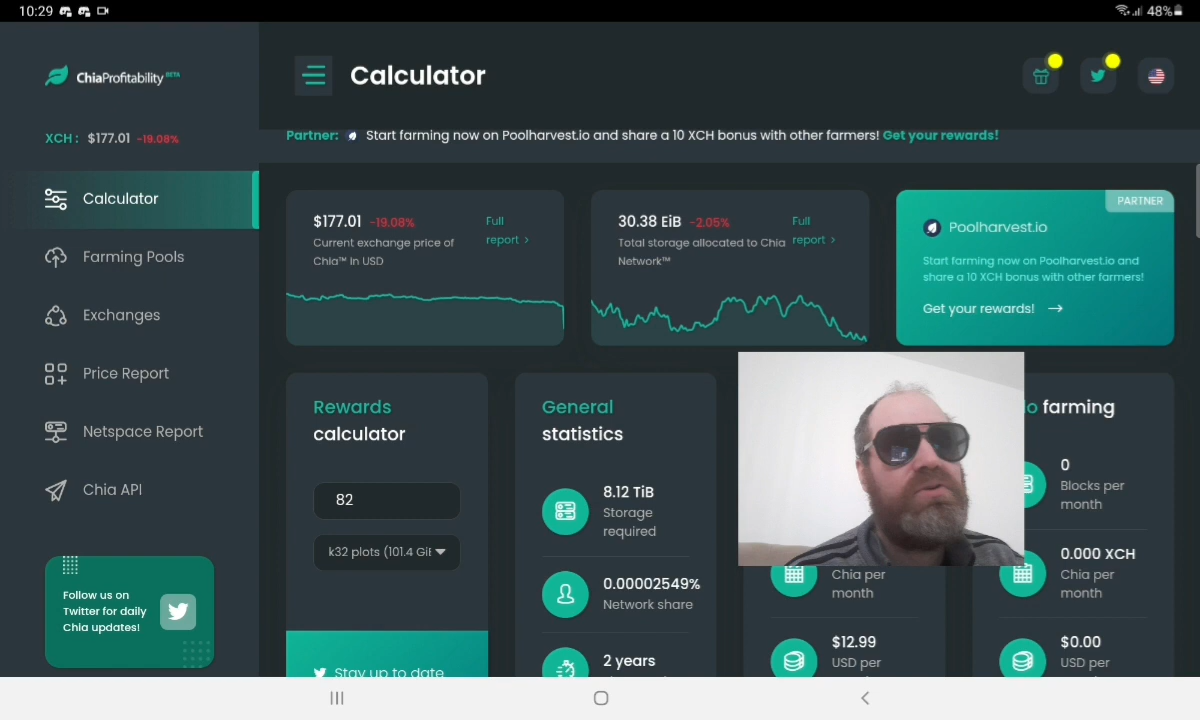 10:29
48%
ChiaProfitability BETA
XCH : $177.01 -19.08%
Calculator
Farming Pools
Exchanges
Price Report
Netspace Report
Chia API
Follow us on
Twitter for daily
Chia updates!
Calculator
Partner: Start farming now on Poolharvest.io and share a 10 XCH bonus with other farmers! Get your rewards!
$177.01 -19.08%
Current exchange price of
Chia™ in USD
Full
report >
30.38 EiB -2.05%
Total storage allocated to Chia
Network™
Full
report >
PARTNER
Poolharvest.io
Start farming now on Poolharvest.io and
share a 10 XCH bonus with other farmers!
Get your rewards! →
Rewards
calculator
82
k32 plots (101.4 GiE
Stay up to date
General
statistics
8.12 TiB
Storage
required
0.00002549%
Network share
2 years
Chia per
month
$12.99
USD per
lo farming
0
Blocks per
month
0.000 XCH
Chia per
month
$0.00
USD per